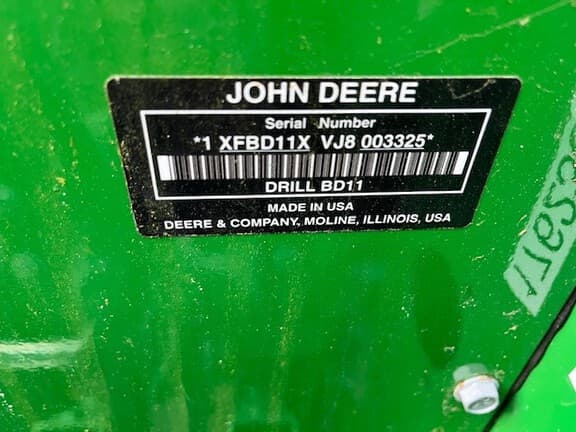 JOHN DEERE
Serial Number
*1 XFBD11X VJ8 003325*
DRILL BD11
MADE IN USA
DEERE & COMPANY, MOLINE, ILLINOIS, USA